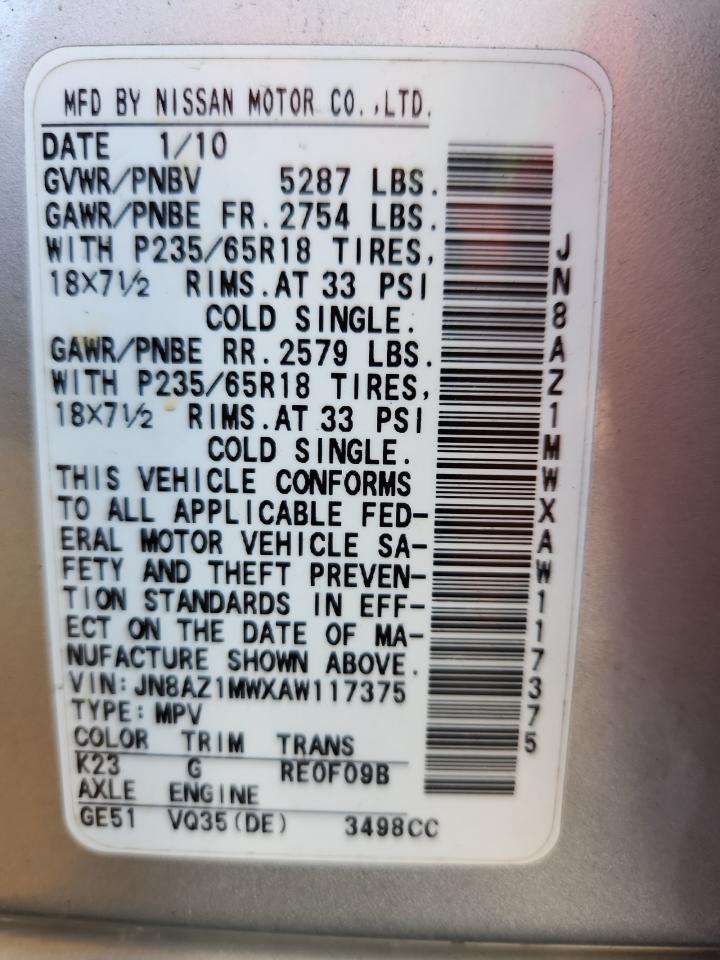 MFD BY NISSAN MOTOR CO.,LTD.
DATE 1/10
GVWR/PNBV 5287 LBS.
GAWR/PNBE FR.2754 LBS.
WITH P235/65R18 TIRES,
18X7½ RIMS.AT 33 PSI
COLD SINGLE.
GAWR/PNBE RR.2579 LBS.
WITH P235/65R18 TIRES,
18X7½ RIMS.AT 33 PSI
COLD SINGLE.
THIS VEHICLE CONFORMS
TO ALL APPLICABLE FED-
ERAL MOTOR VEHICLE SA-
FETY AND THEFT PREVEN-
TION STANDARDS IN EFF-
ECT ON THE DATE OF MA-
NUFACTURE SHOWN ABOVE.
VIN:JN8AZ1MWXAW117375
TYPE:MPV
COLOR TRIM TRANS
K23 G RE0F09B
AXLE ENGINE
GE51 VQ35(DE) 3498CC
JN8AZ1MWXAW117375